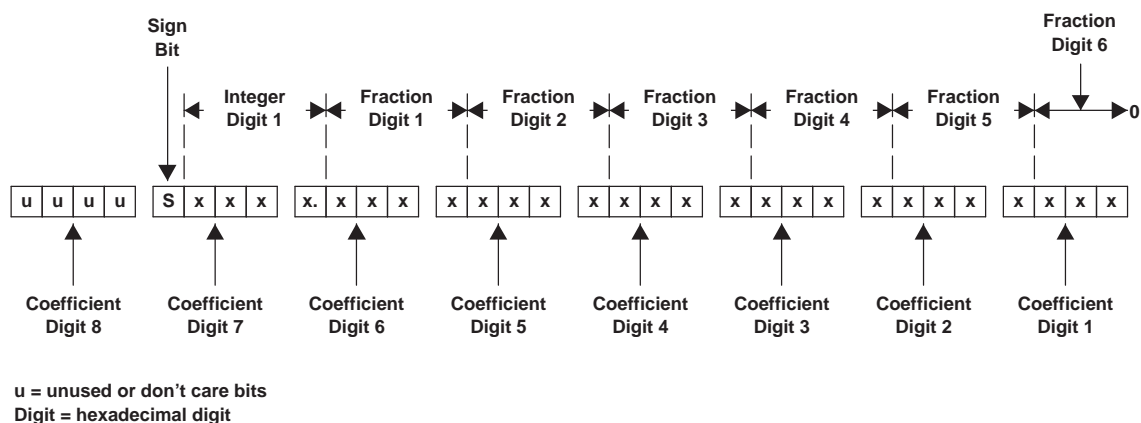 Sign
Bit
Fraction
Digit 6
Integer
Digit 1
Fraction
Digit 1
Fraction
Digit 2
Fraction
Digit 3
Fraction
Digit 4
Fraction
Digit 5
0
u u u u S x x x x. x x x x x x x x x x x x x x x x x x x x x x x
Coefficient
Digit 8
Coefficient
Digit 7
Coefficient
Digit 6
Coefficient
Digit 5
Coefficient
Digit 4
Coefficient
Digit 3
Coefficient
Digit 2
Coefficient
Digit 1
u = unused or don't care bits
Digit = hexadecimal digit